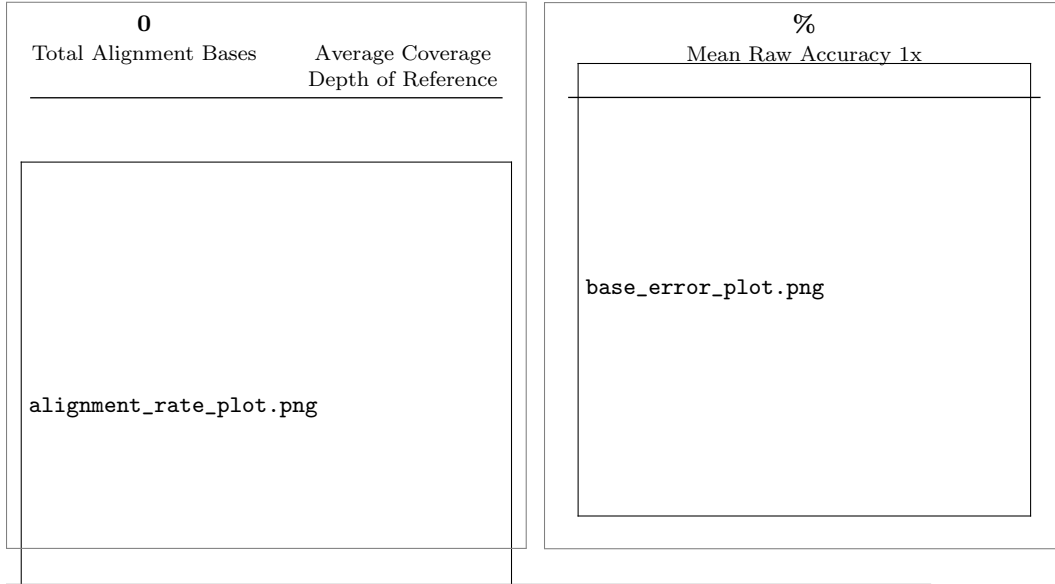 0
Total Alignment Bases
Average Coverage
Depth of Reference
alignment_rate_plot.png
%
Mean Raw Accuracy 1x
base_error_plot.png